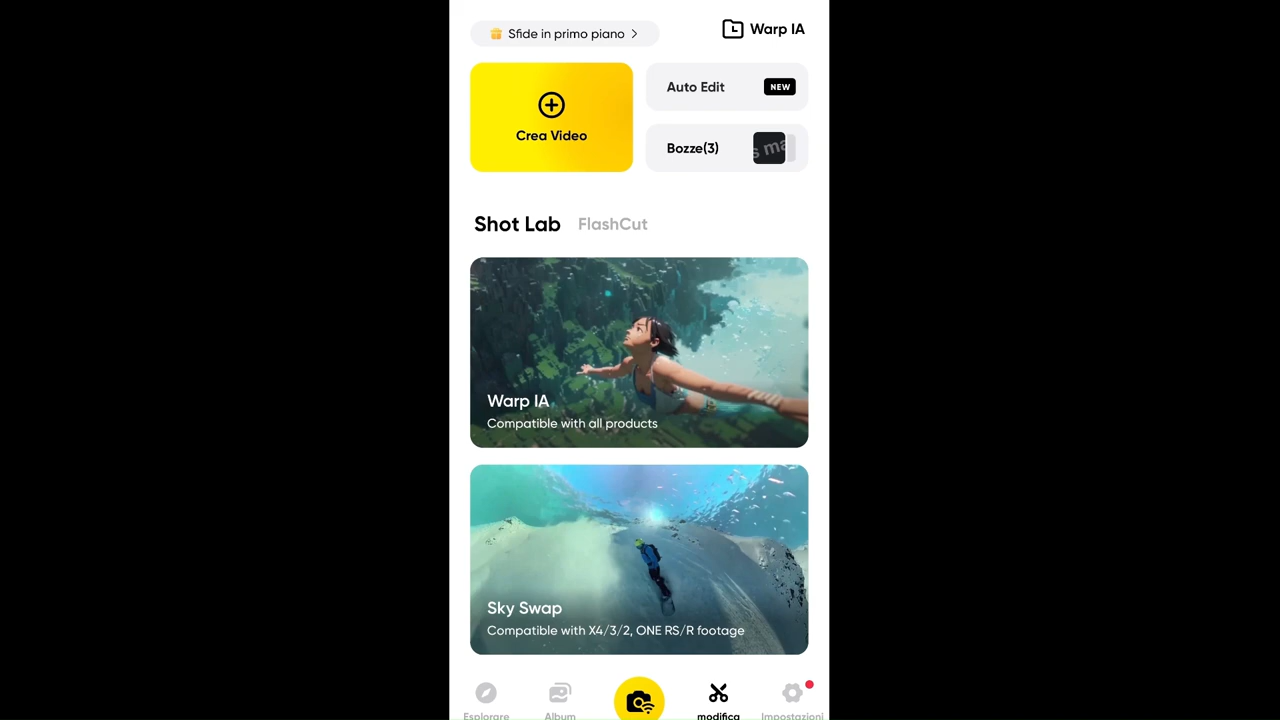 Sfide in primo piano
Warp IA
Crea Video
Auto Edit
NEW
Bozze(3)
s ma
Shot Lab
FlashCut
Warp IA
Compatible with all products
Sky Swap
Compatible with X4/3/2, ONE RS/R footage
Esplorare
Album
modifica
Impostazioni